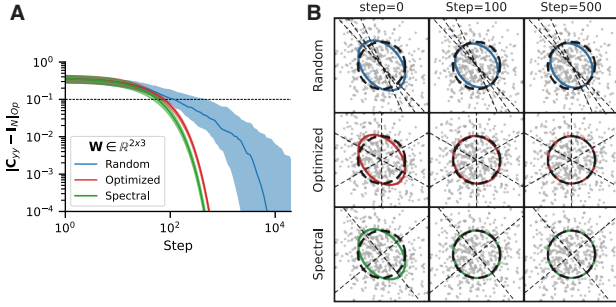 A
|C_yy − I_N|_Op
10^0
10^-1
10^-2
10^-3
10^-4
W ∈ ℝ^2x3
Random
Optimized
Spectral
10^0
10^2
10^4
Step
B
step=0
Step=100
Step=500
Random
Optimized
Spectral